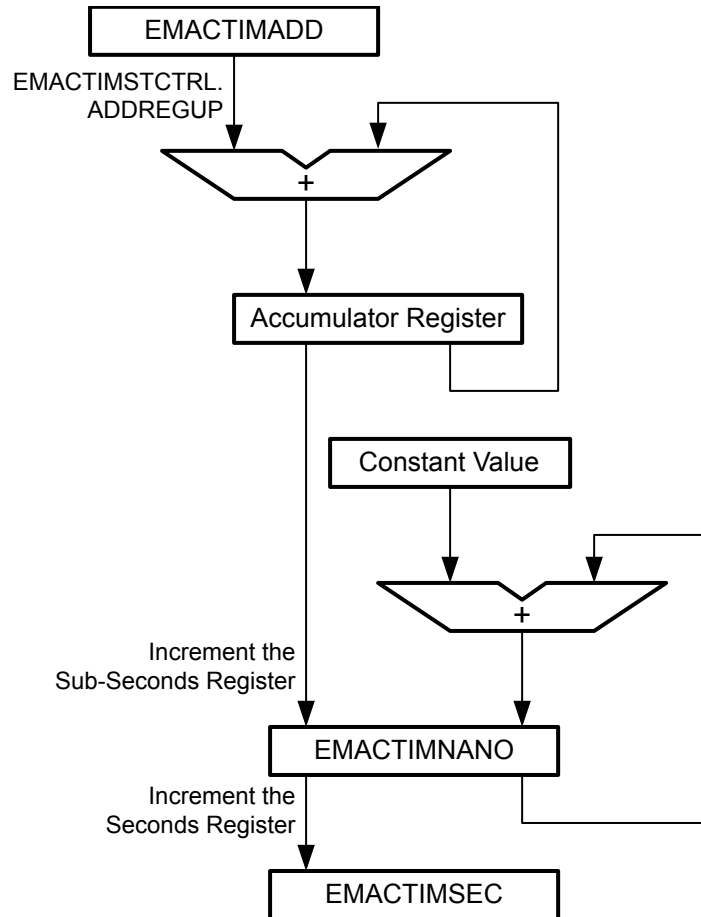 EMACTIMADD
EMACTIMSTCTRL.
ADDREGUP
+
Accumulator Register
Constant Value
+
Increment the
Sub-Seconds Register
EMACTIMNANO
Increment the
Seconds Register
EMACTIMSEC